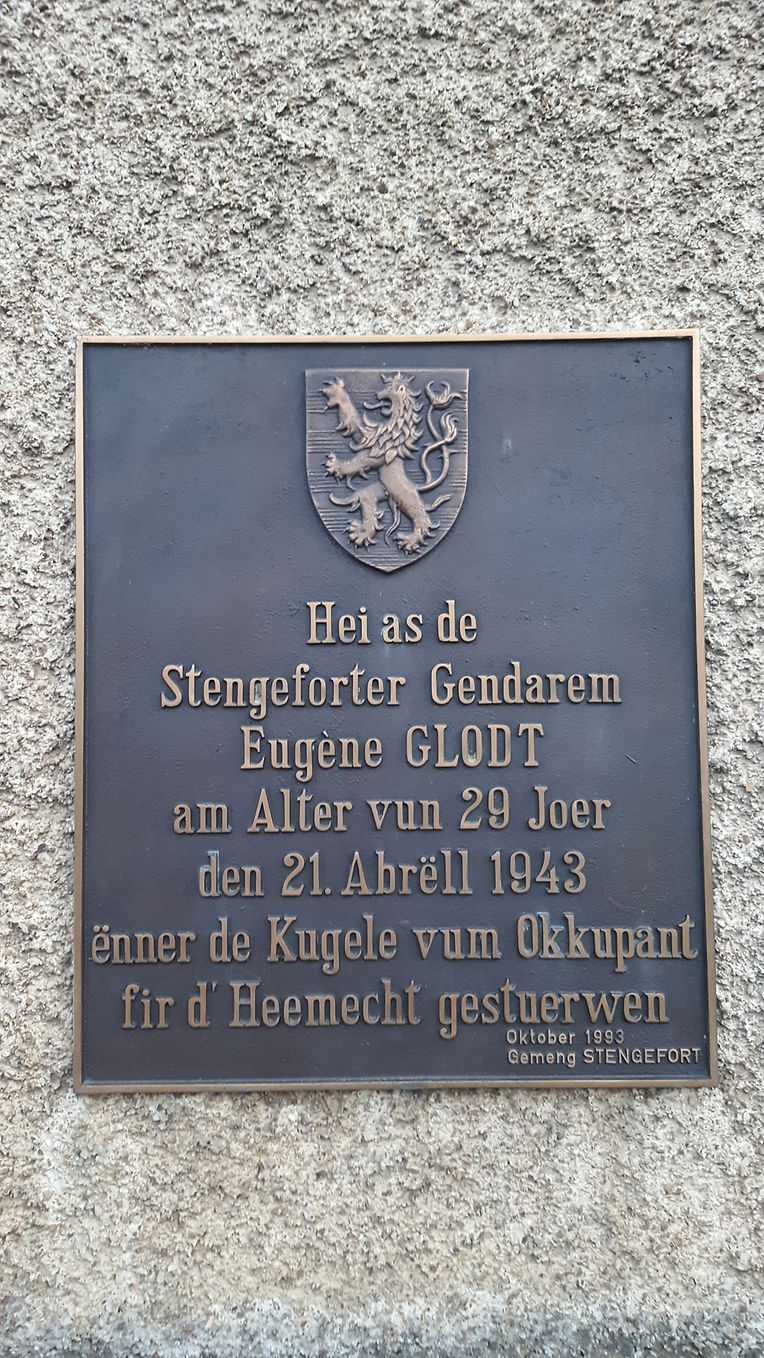 Hei as de
Stengeforter Gendarem
Eugène GLODT
am Alter vun 29 Joer
den 21. Abrëll 1943
ënner de Kugele vum Okkupant
fir d' Heemecht gestuerwen
Oktober 1993
Gemeng STENGEFORT